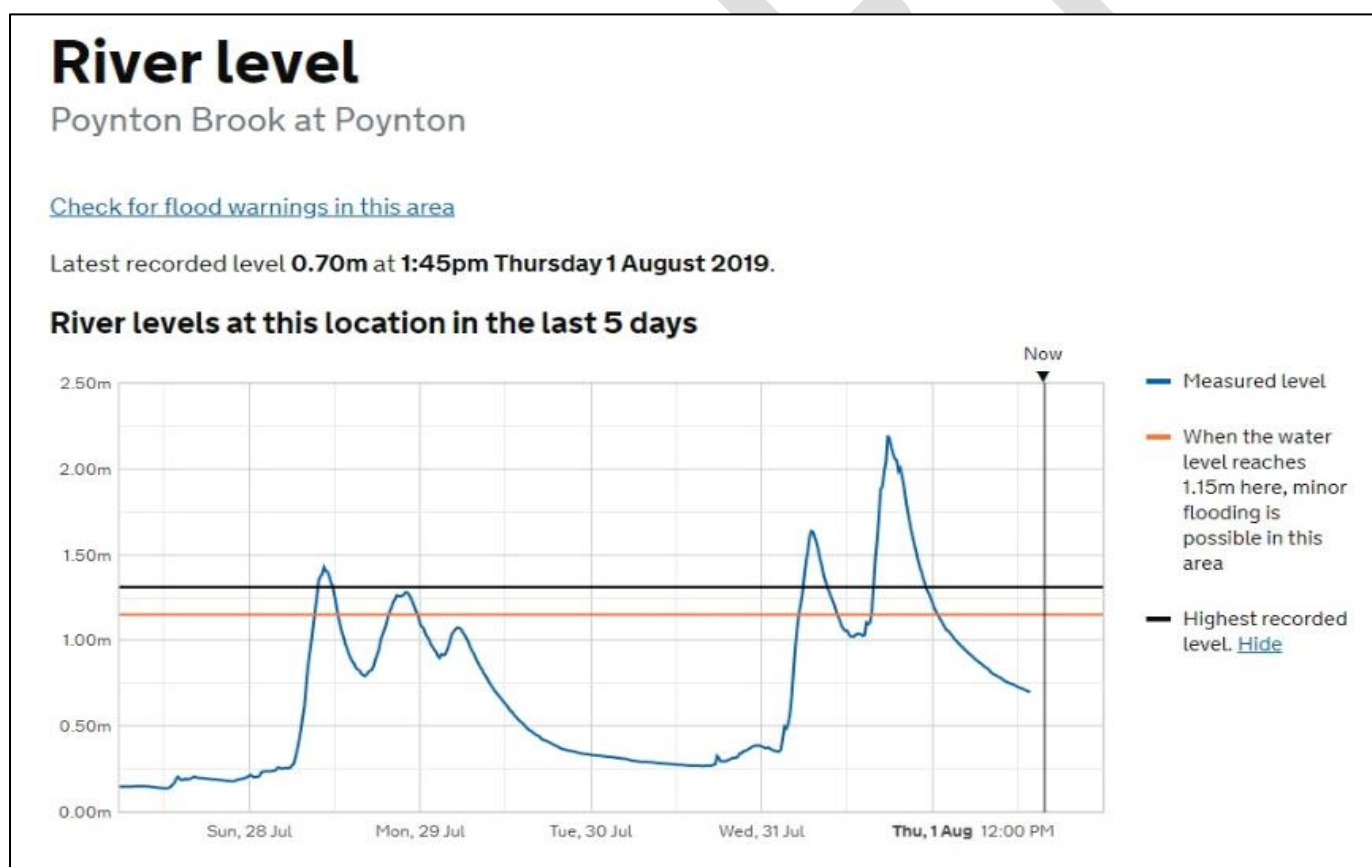 River level
Poynton Brook at Poynton
Check for flood warnings in this area
Latest recorded level 0.70m at 1:45pm Thursday 1 August 2019.
River levels at this location in the last 5 days
Now
2.50m
2.00m
1.50m
1.00m
0.50m
0.00m
Sun, 28 Jul
Mon, 29 Jul
Tue, 30 Jul
Wed, 31 Jul
Thu, 1 Aug
12:00 PM
Measured level
When the water
level reaches
1.15m here, minor
flooding is
possible in this
area
Highest recorded
level. Hide